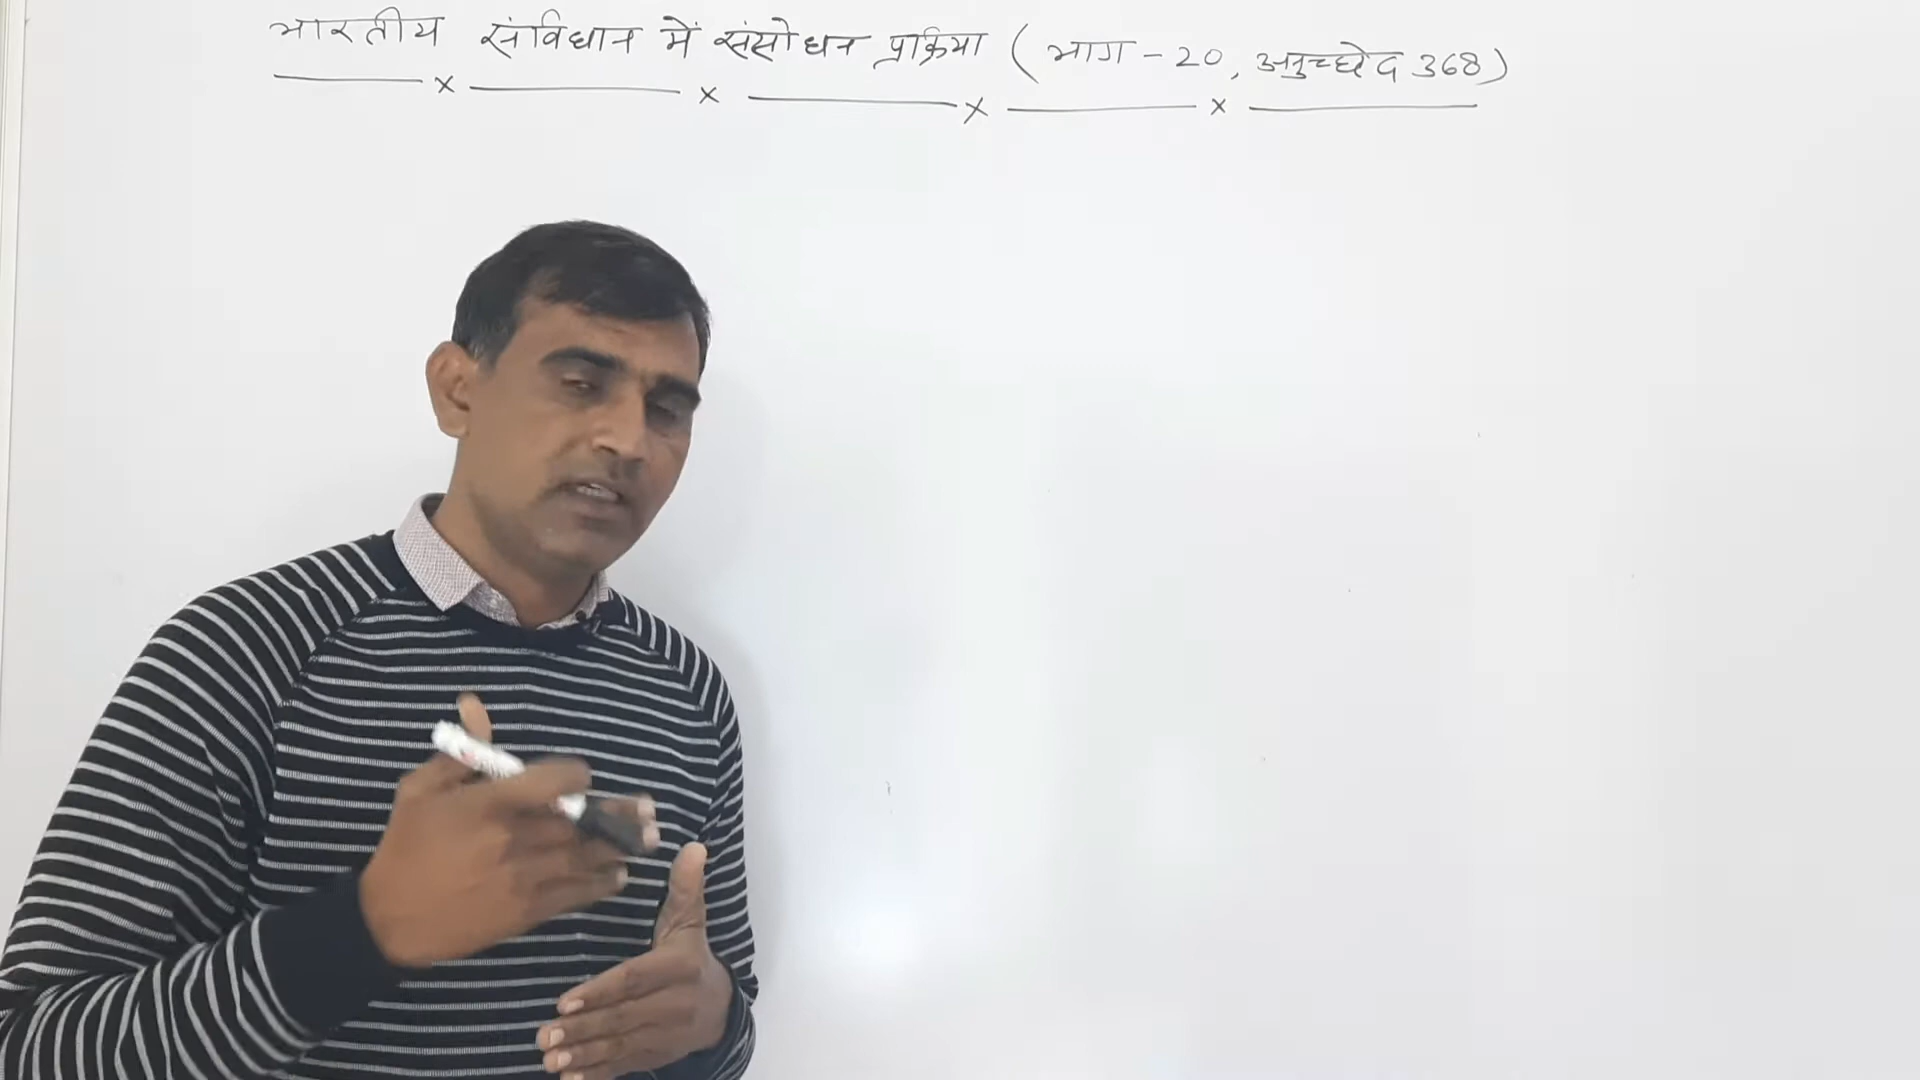 भारतीय संविधान में संसोधन प्रक्रिया ( भाग - 20, अनुच्छेद 368 )